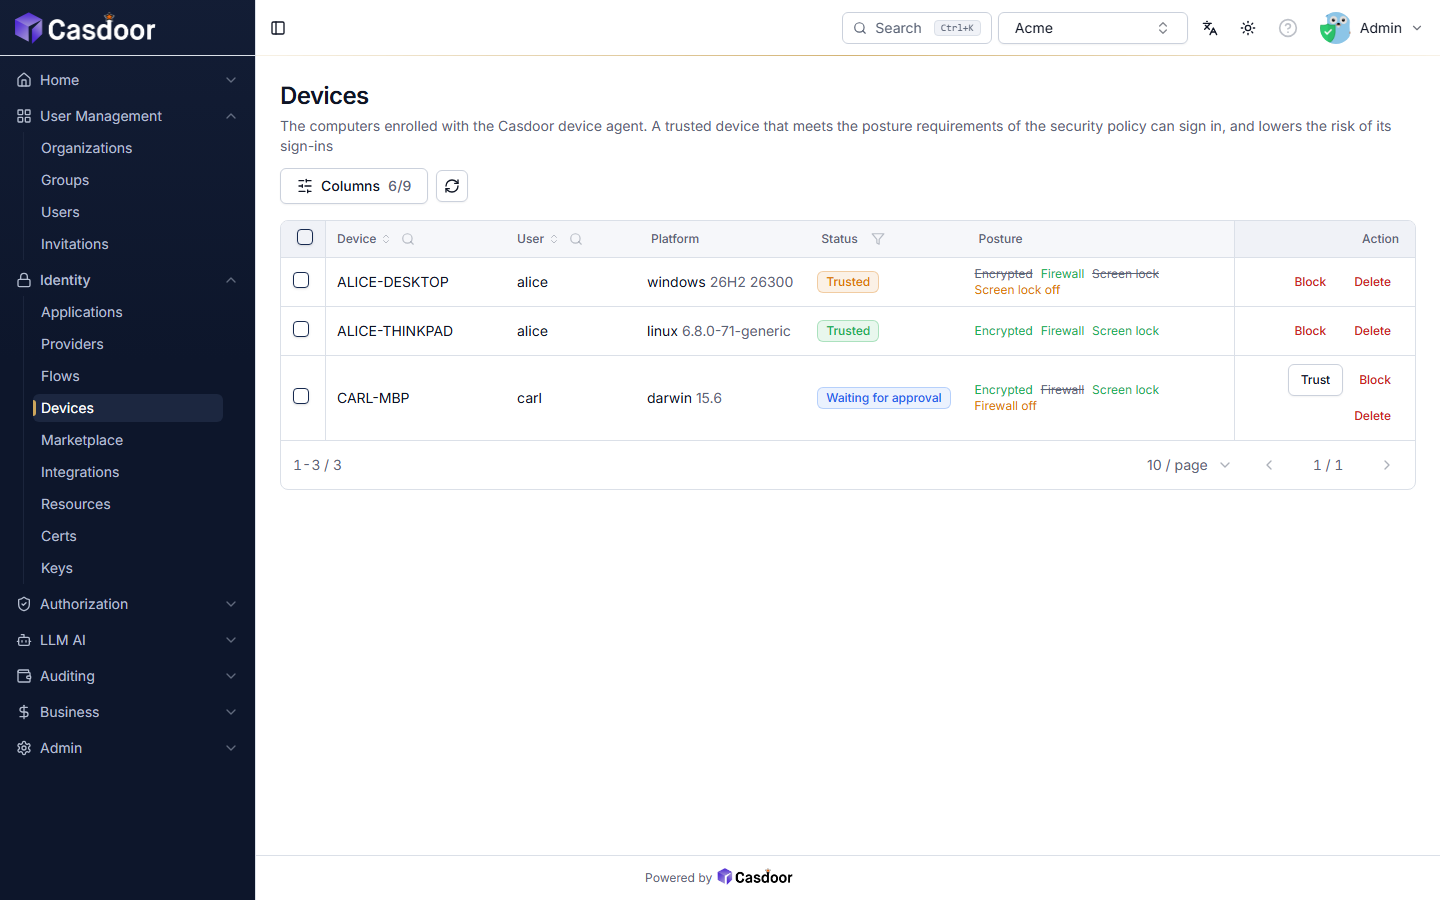 Casdoor
Search Ctrl+K
Acme
Admin
Home
User Management
Organizations
Groups
Users
Invitations
Identity
Applications
Providers
Flows
Devices
Marketplace
Integrations
Resources
Certs
Keys
Authorization
LLM AI
Auditing
Business
Admin
Devices
The computers enrolled with the Casdoor device agent. A trusted device that meets the posture requirements of the security policy can sign in, and lowers the risk of its
sign-ins
Columns 6/9
Device User Platform Status Posture Action
ALICE-DESKTOP alice windows 26H2 26300 Trusted Encrypted Firewall Screen lock Block Delete
Screen lock off
ALICE-THINKPAD alice linux 6.8.0-71-generic Trusted Encrypted Firewall Screen lock Block Delete
CARL-MBP carl darwin 15.6 Waiting for approval Encrypted Firewall Screen lock Trust Block
Firewall off Delete
1-3 / 3 10 / page 1 / 1
Powered by Casdoor